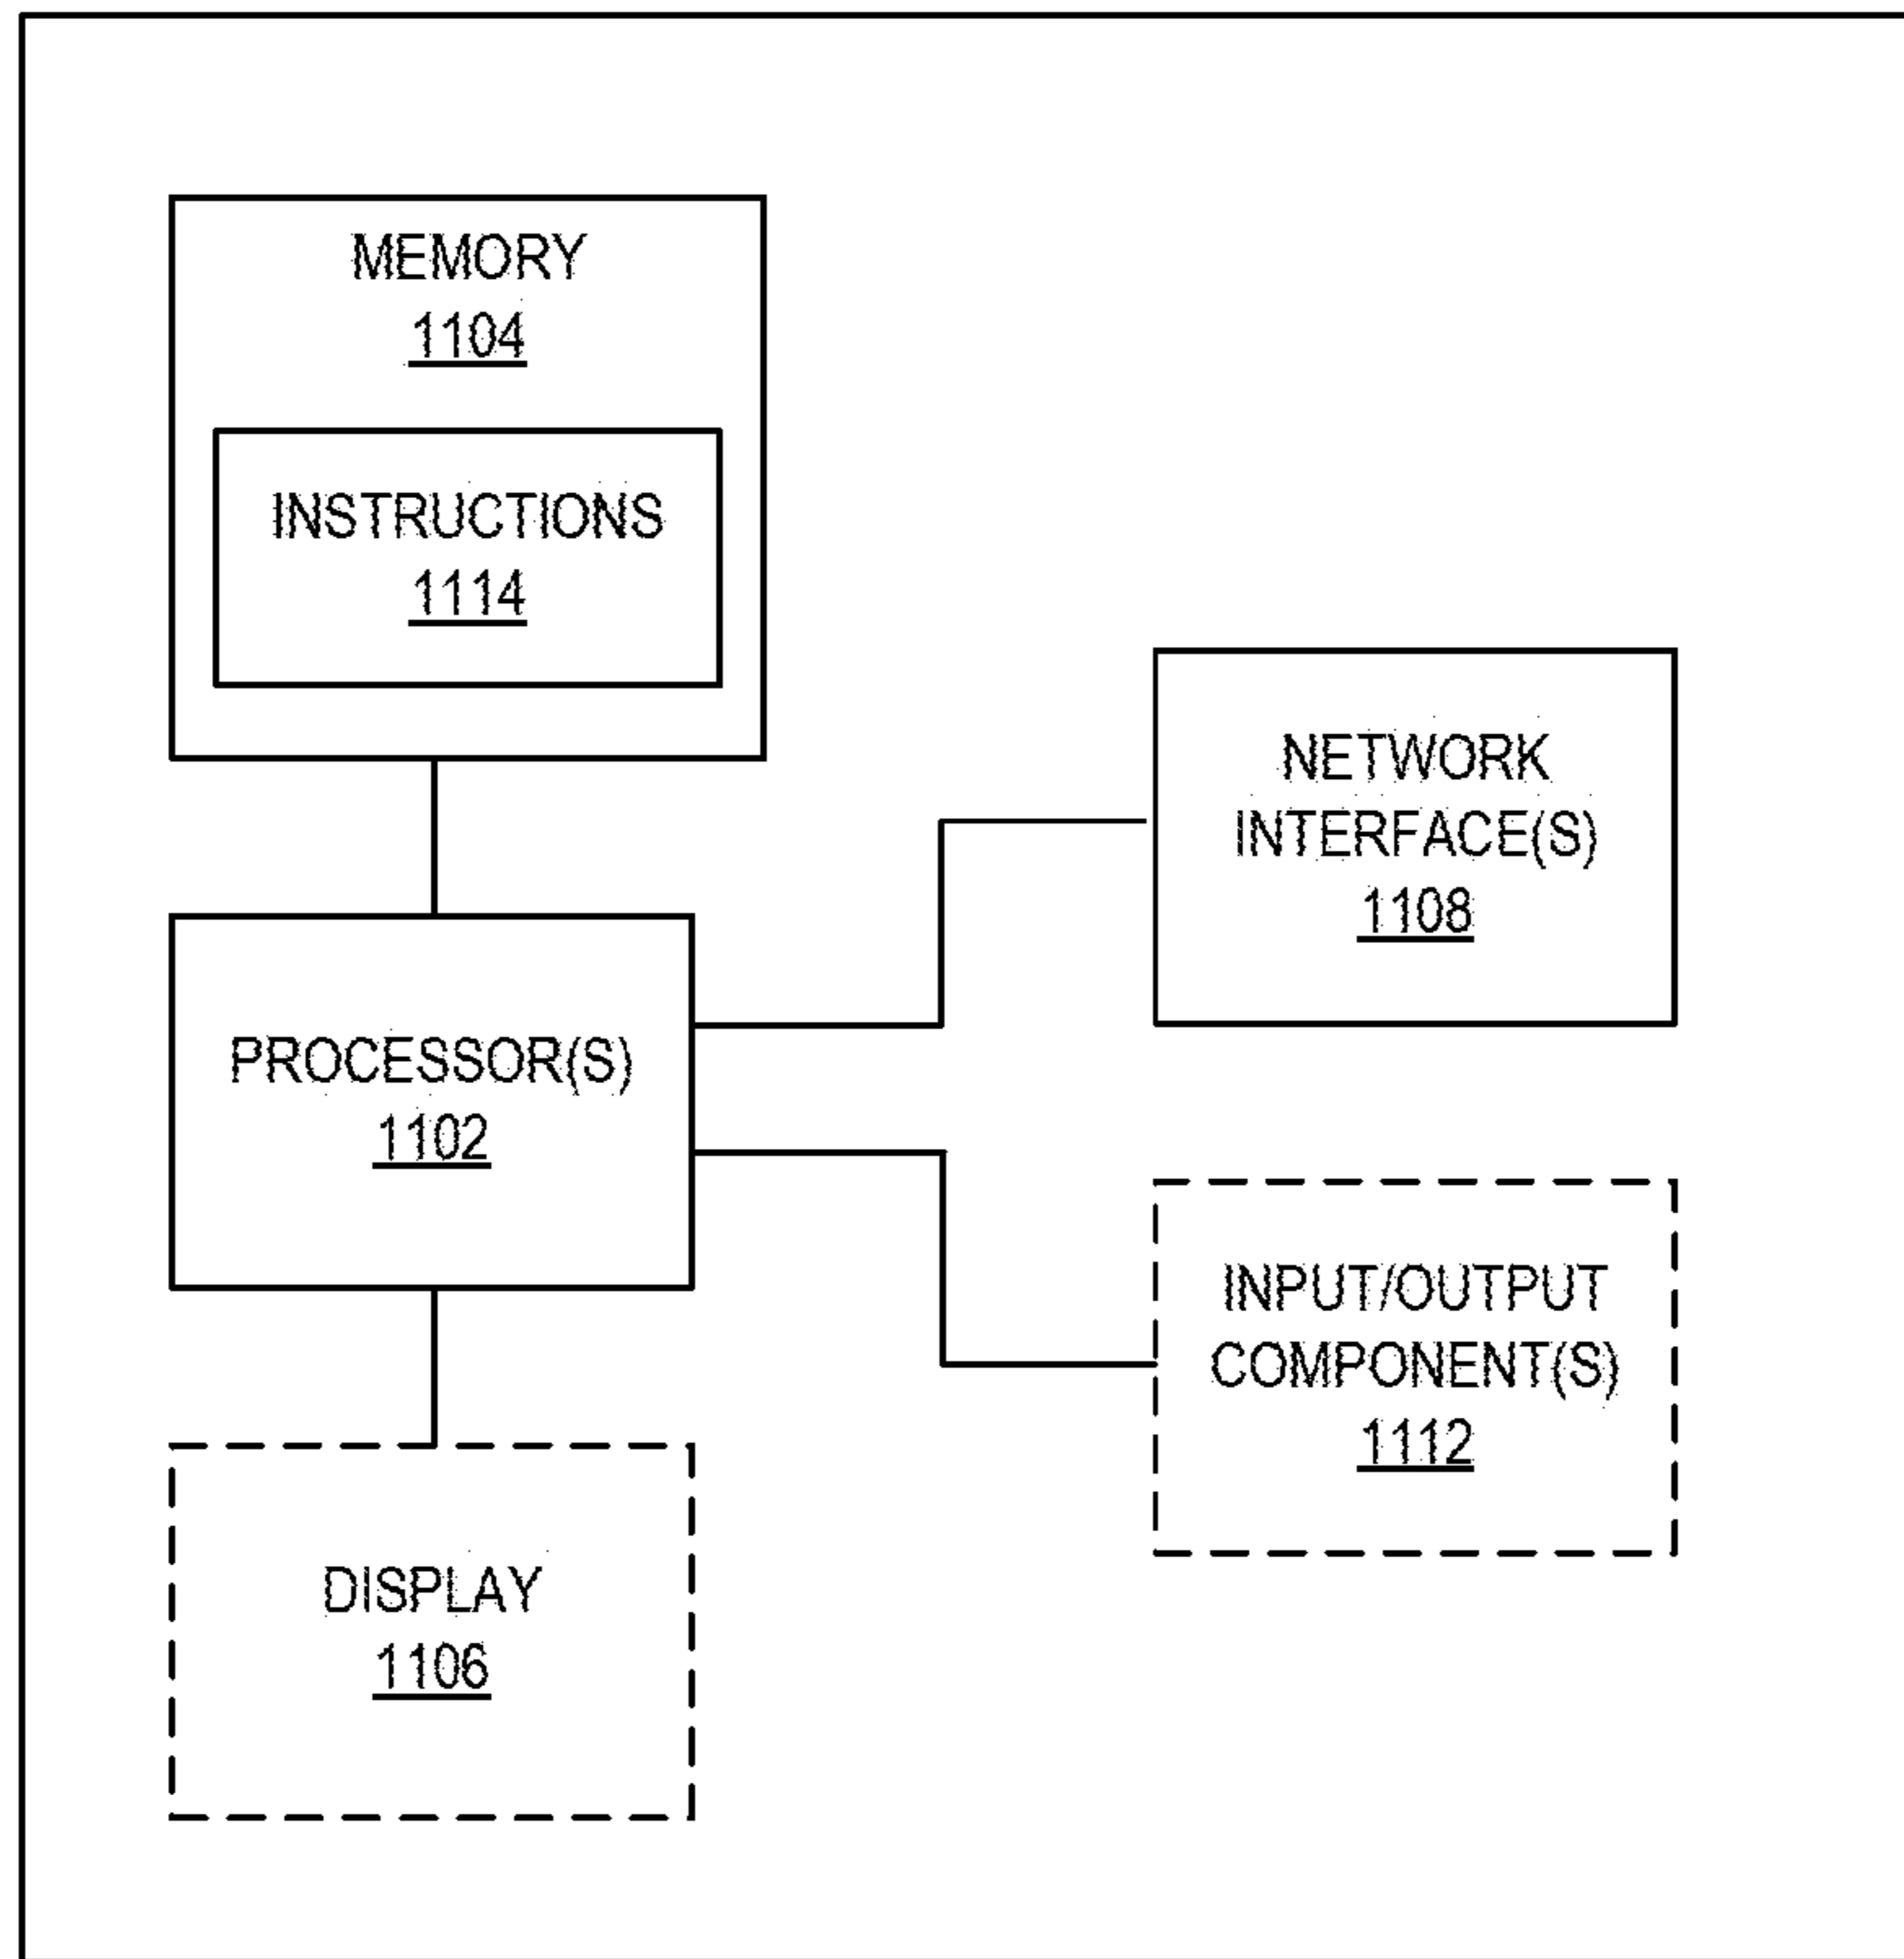 MEMORY
1104
INSTRUCTIONS
1114
NETWORK
INTERFACE(S)
1108
PROCESSOR(S)
1102
INPUT/OUTPUT
COMPONENT(S)
1112
DISPLAY
1106